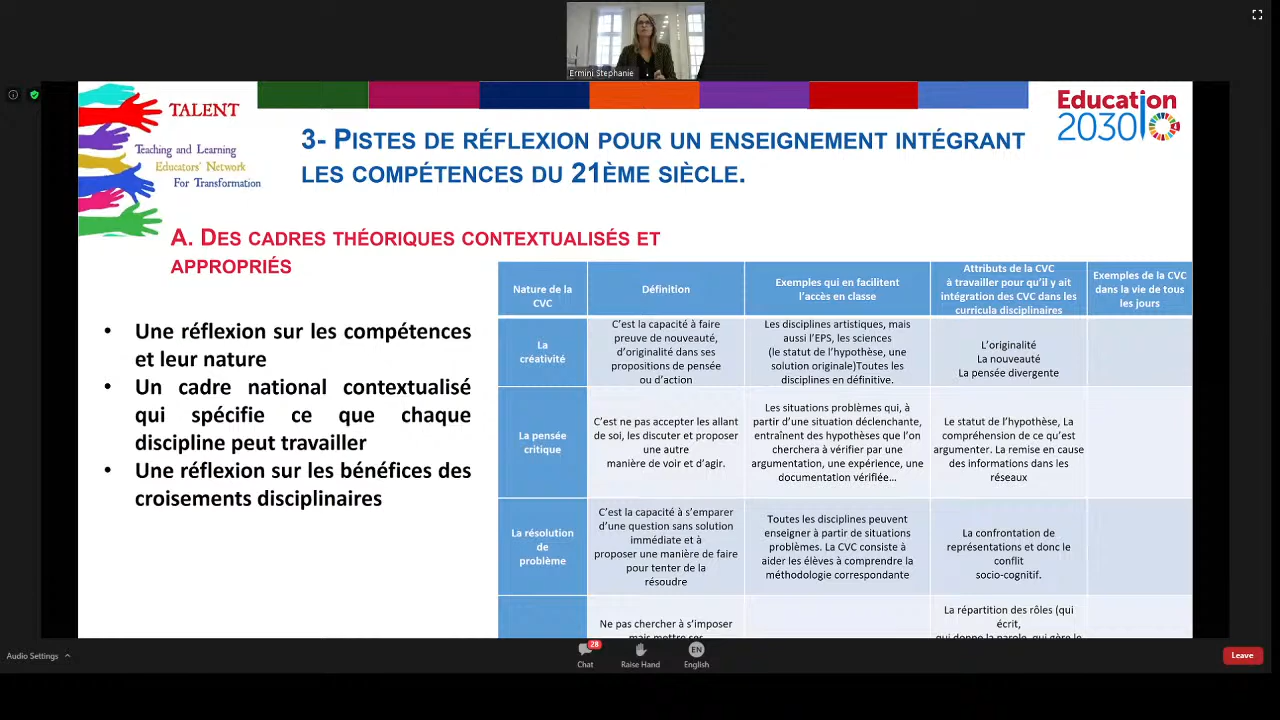 Ermini Stephanie
TALENT
Teaching and Learning
Educators' Network
For Transformation
Education
2030
3- PISTES DE RÉFLEXION POUR UN ENSEIGNEMENT INTÉGRANT
LES COMPÉTENCES DU 21ÈME SIÈCLE.
A. DES CADRES THÉORIQUES CONTEXTUALISÉS ET
APPROPRIÉS
• Une réflexion sur les compétences
et leur nature
• Un cadre national contextualisé
qui spécifie ce que chaque
discipline peut travailler
• Une réflexion sur les bénéfices des
croisements disciplinaires
Nature de la
CVC
Définition
Exemples qui en facilitent
l'accès en classe
Attributs de la CVC
à travailler pour qu'il y ait
intégration des CVC dans les
curricula disciplinaires
Exemples de la CVC
dans la vie de tous
les jours
La
créativité
C'est la capacité à faire
preuve de nouveauté,
d'originalité dans ses
propositions de pensée
ou d'action
Les disciplines artistiques, mais
aussi l'EPS, les sciences
(le statut de l'hypothèse, une
solution originale)Toutes les
disciplines en définitive.
L'originalité
La nouveauté
La pensée divergente
La pensée
critique
C'est ne pas accepter les allant
de soi, les discuter et proposer
une autre
manière de voir et d'agir.
Les situations problèmes qui, à
partir d'une situation déclenchante,
entraînent des hypothèses que l'on
cherchera à vérifier par une
argumentation, une expérience, une
documentation vérifiée...
Le statut de l'hypothèse, La
compréhension de ce qu'est
argumenter. La remise en cause
des informations dans les
réseaux
La résolution
de
problème
C'est la capacité à s'emparer
d'une question sans solution
immédiate et à
proposer une manière de faire
pour tenter de la
résoudre
Toutes les disciplines peuvent
enseigner à partir de situations
problèmes. La CVC consiste à
aider les élèves à comprendre la
méthodologie correspondante
La confrontation de
représentations et donc le
conflit
socio-cognitif.
Ne pas chercher à s'imposer
mais mettre ses
La répartition des rôles (qui
écrit,
qui donne la parole, qui gère le
Audio Settings
28
Chat
Raise Hand
EN
English
Leave